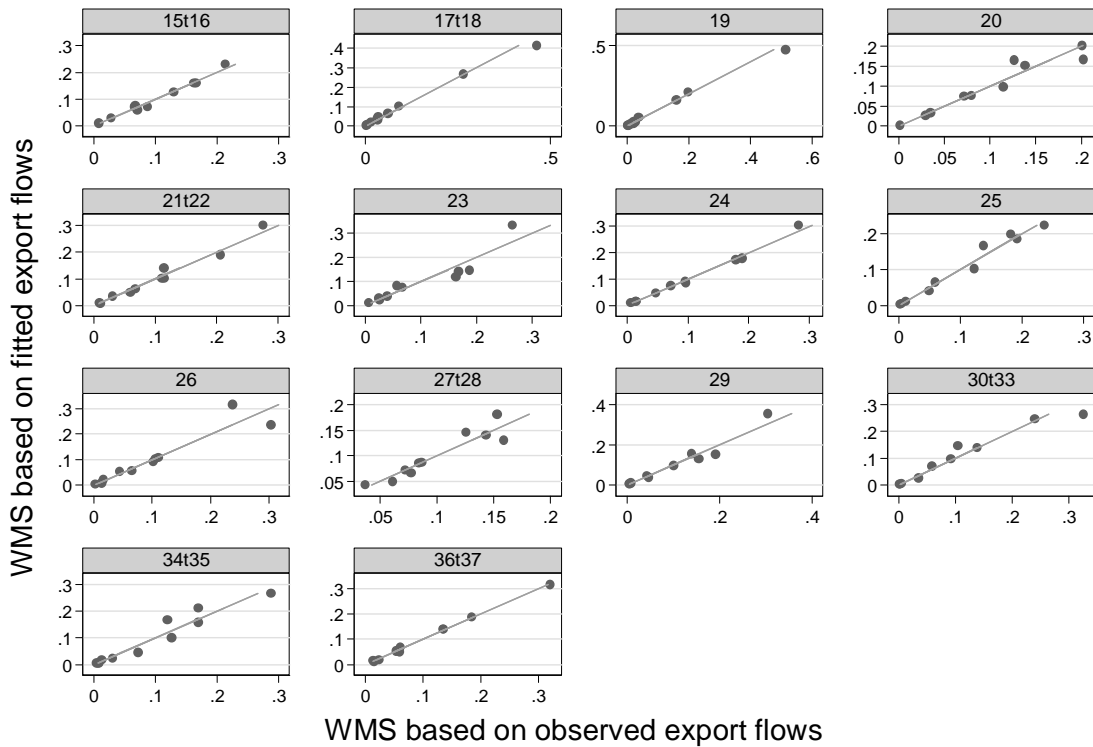 WMS based on fitted export flows
15t16
17t18
19
20
.3
.2
.1
0
0 .1 .2 .3
.4
.3
.2
.1
0
0 .5
.5
0
0 .2 .4 .6
.2
.15
.1
.05
0
0 .05 .1 .15 .2
21t22
23
24
25
.3
.2
.1
0
0 .1 .2 .3
.3
.2
.1
0
0 .1 .2 .3
.3
.2
.1
0
0 .1 .2 .3
.2
.1
0
0 .1 .2 .3
26
27t28
29
30t33
.3
.2
.1
0
0 .1 .2 .3
.2
.15
.1
.05
.05 .1 .15 .2
.4
.2
0
0 .2 .4
.3
.2
.1
0
0 .1 .2 .3
34t35
36t37
.3
.2
.1
0
0 .1 .2 .3
.3
.2
.1
0
0 .1 .2 .3
WMS based on observed export flows